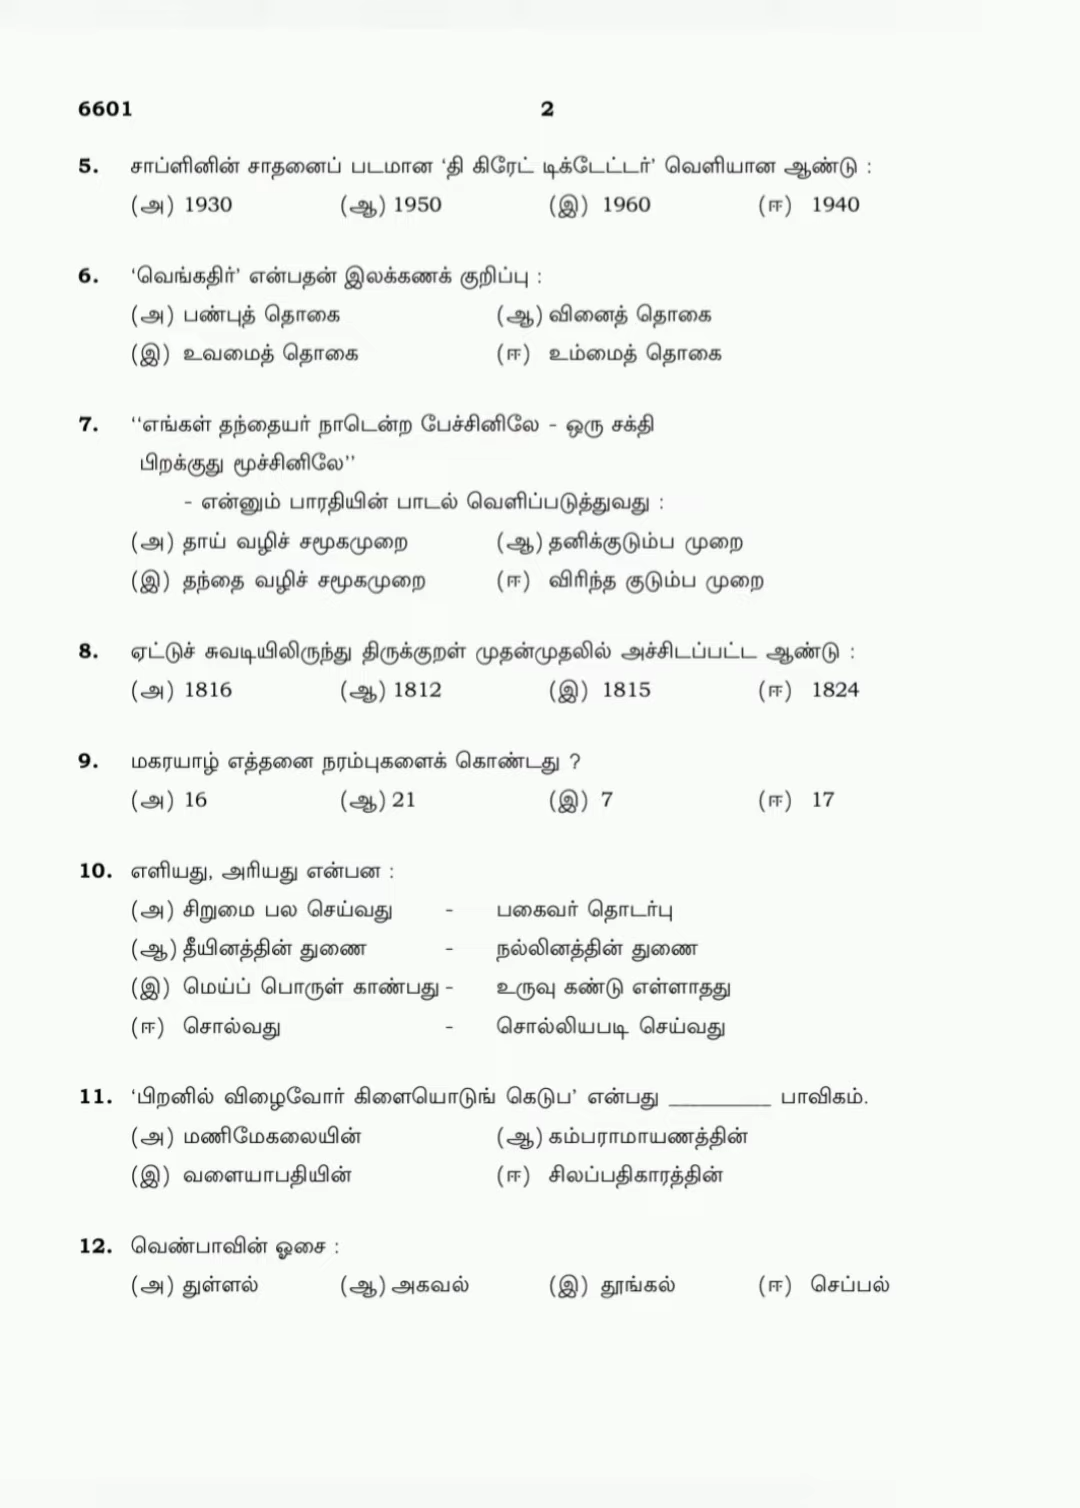 6601 2
5. சாப்ளினின் சாதனைப் படமான ‘தி கிரேட் டிக்டேட்டர்’ வெளியான ஆண்டு :
(அ) 1930 (ஆ) 1950 (இ) 1960 (ஈ) 1940
6. ‘வெங்கதிர்’ என்பதன் இலக்கணக் குறிப்பு :
(அ) பண்புத் தொகை (ஆ) வினைத் தொகை
(இ) உவமைத் தொகை (ஈ) உம்மைத் தொகை
7. ‘‘எங்கள் தந்தையர் நாடென்ற பேச்சினிலே - ஒரு சக்தி
பிறக்குது மூச்சினிலே’’
- என்னும் பாரதியின் பாடல் வெளிப்படுத்துவது :
(அ) தாய் வழிச் சமூகமுறை (ஆ) தனிக்குடும்ப முறை
(இ) தந்தை வழிச் சமூகமுறை (ஈ) விரிந்த குடும்ப முறை
8. ஏட்டுச் சுவடியிலிருந்து திருக்குறள் முதன்முதலில் அச்சிடப்பட்ட ஆண்டு :
(அ) 1816 (ஆ) 1812 (இ) 1815 (ஈ) 1824
9. மகரயாழ் எத்தனை நரம்புகளைக் கொண்டது ?
(அ) 16 (ஆ) 21 (இ) 7 (ஈ) 17
10. எளியது, அரியது என்பன :
(அ) சிறுமை பல செய்வது - பகைவர் தொடர்பு
(ஆ) தீயினத்தின் துணை - நல்லினத்தின் துணை
(இ) மெய்ப் பொருள் காண்பது - உருவு கண்டு எள்ளாதது
(ஈ) சொல்வது - சொல்லியபடி செய்வது
11. ‘பிறனில் விழைவோர் கிளையொடுங் கெடுப’ என்பது ________ பாவிகம்.
(அ) மணிமேகலையின் (ஆ) கம்பராமாயணத்தின்
(இ) வளையாபதியின் (ஈ) சிலப்பதிகாரத்தின்
12. வெண்பாவின் ஓசை :
(அ) துள்ளல் (ஆ) அகவல் (இ) தூங்கல் (ஈ) செப்பல்